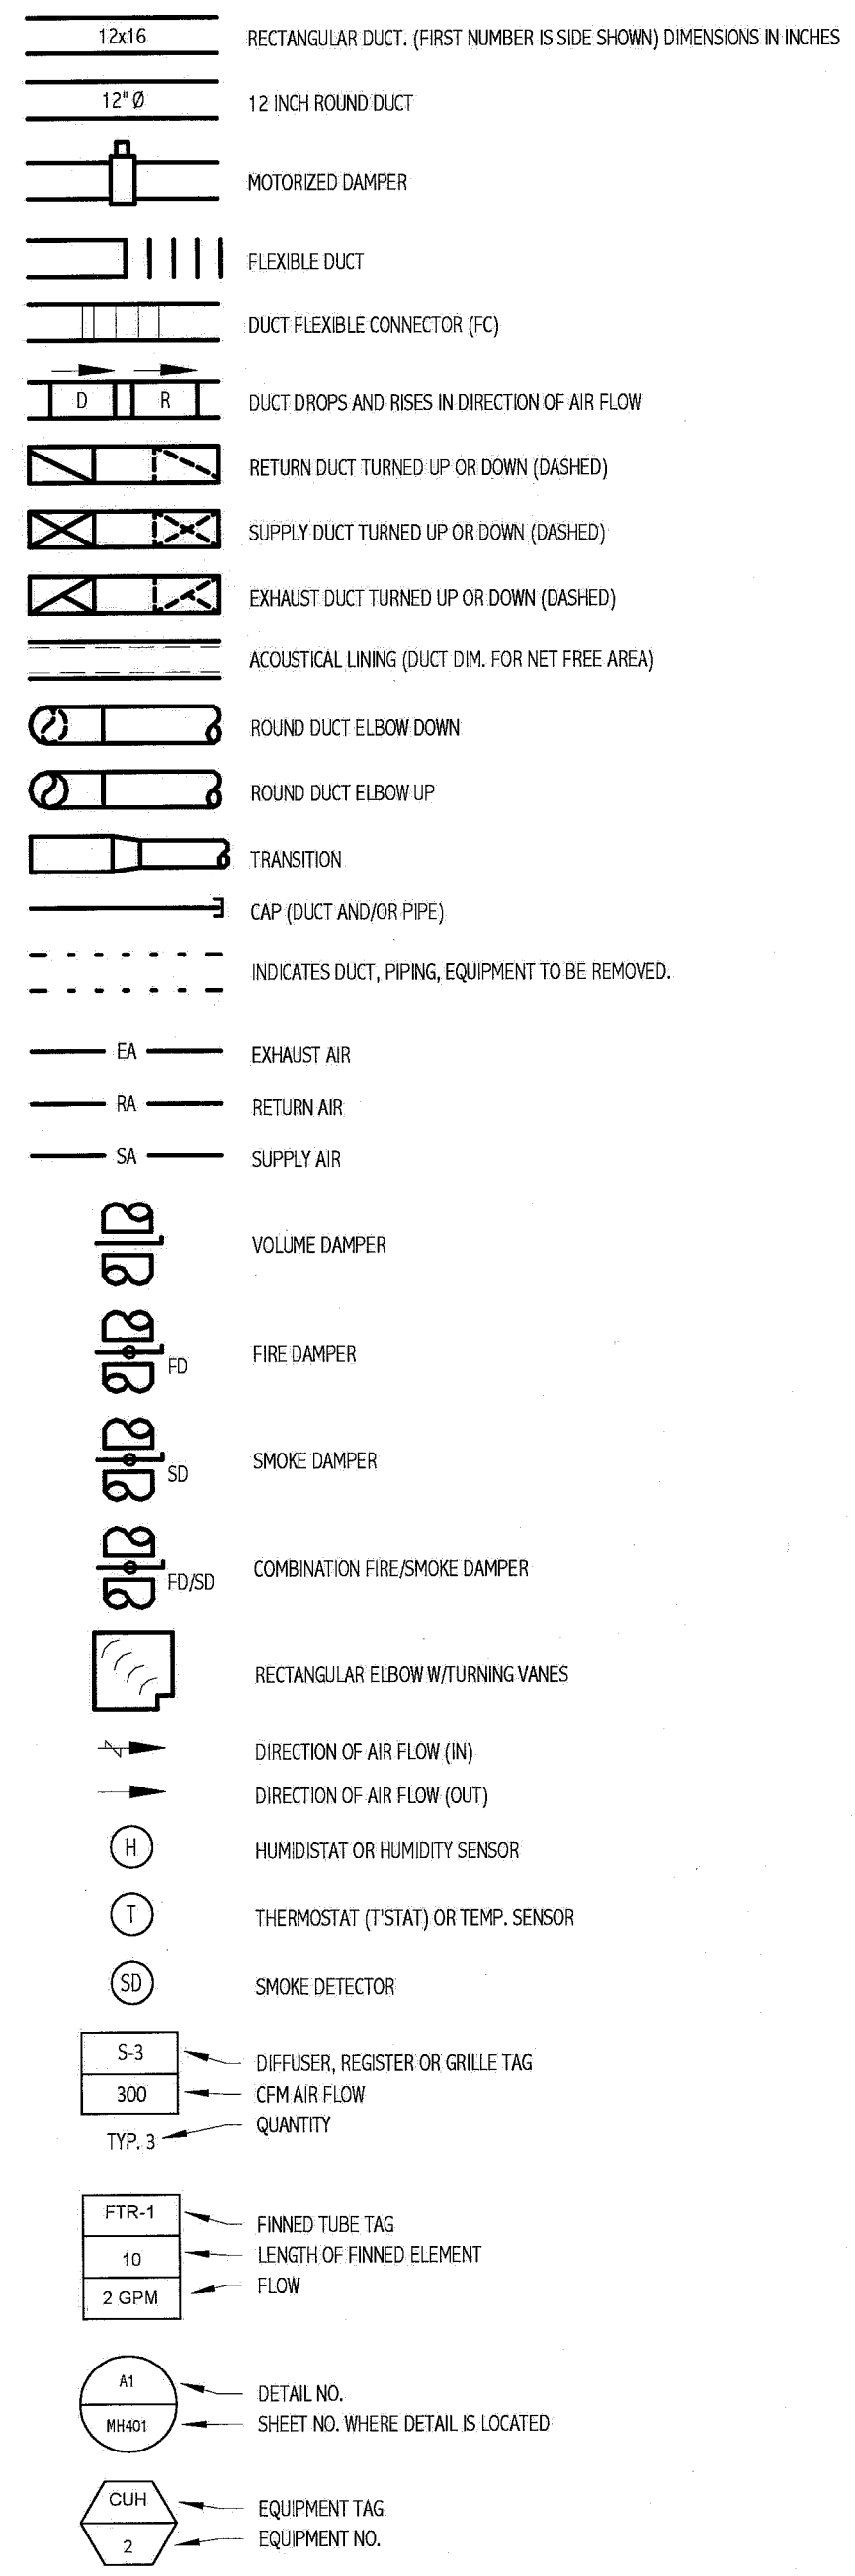 12x16 RECTANGULAR DUCT. (FIRST NUMBER IS SIDE SHOWN) DIMENSIONS IN INCHES
12"Ø 12 INCH ROUND DUCT
MOTORIZED DAMPER
FLEXIBLE DUCT
DUCT FLEXIBLE CONNECTOR (FC)
D R DUCT DROPS AND RISES IN DIRECTION OF AIR FLOW
RETURN DUCT TURNED UP OR DOWN (DASHED)
SUPPLY DUCT TURNED UP OR DOWN (DASHED)
EXHAUST DUCT TURNED UP OR DOWN (DASHED)
ACOUSTICAL LINING (DUCT DIM. FOR NET FREE AREA)
ROUND DUCT ELBOW DOWN
ROUND DUCT ELBOW UP
TRANSITION
CAP (DUCT AND/OR PIPE)
INDICATES DUCT, PIPING, EQUIPMENT TO BE REMOVED.
EA EXHAUST AIR
RA RETURN AIR
SA SUPPLY AIR
VOLUME DAMPER
FD FIRE DAMPER
SD SMOKE DAMPER
FD/SD COMBINATION FIRE/SMOKE DAMPER
RECTANGULAR ELBOW W/TURNING VANES
DIRECTION OF AIR FLOW (IN)
DIRECTION OF AIR FLOW (OUT)
H HUMIDISTAT OR HUMIDITY SENSOR
T THERMOSTAT (T'STAT) OR TEMP. SENSOR
SD SMOKE DETECTOR
S-3 DIFFUSER, REGISTER OR GRILLE TAG
300 CFM AIR FLOW
TYP. 3 QUANTITY
FTR-1 FINNED TUBE TAG
10 LENGTH OF FINNED ELEMENT
2 GPM FLOW
A1 DETAIL NO.
MH401 SHEET NO. WHERE DETAIL IS LOCATED
CUH EQUIPMENT TAG
2 EQUIPMENT NO.